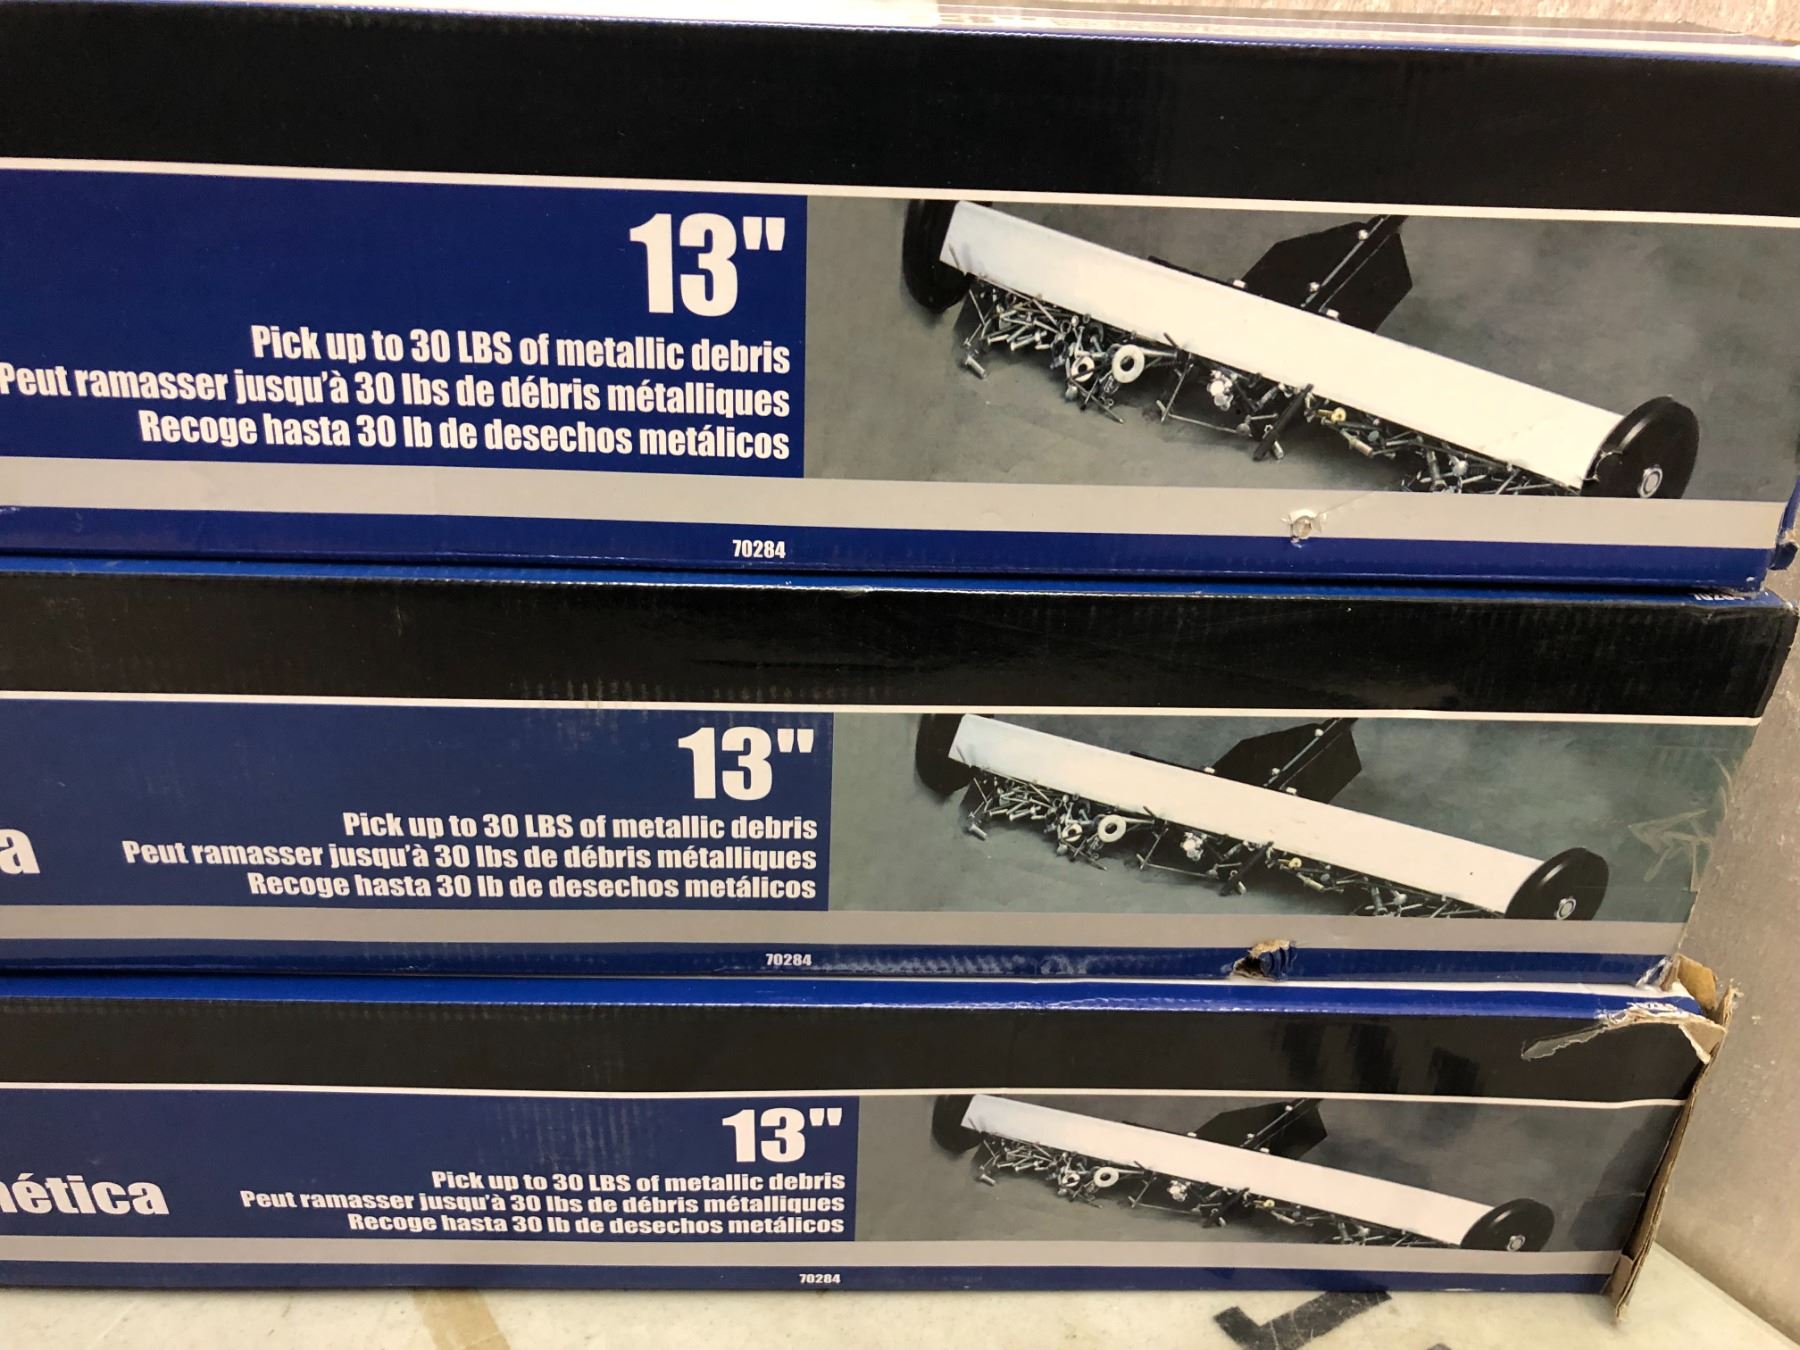 13"
Pick up to 30 LBS of metallic debris
Peut ramasser jusqu'à 30 lbs de débris métalliques
Recoge hasta 30 lb de desechos metálicos
70284
13"
Pick up to 30 LBS of metallic debris
a
Peut ramasser jusqu'à 30 lbs de débris métalliques
Recoge hasta 30 lb de desechos metálicos
70284
13"
Pick up to 30 LBS of metallic debris
ética
Peut ramasser jusqu'à 30 lbs de débris métalliques
Recoge hasta 30 lb de desechos metálicos
70284